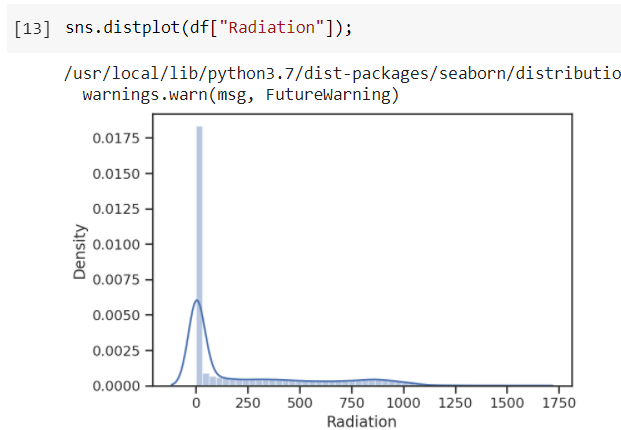 [13] sns.distplot(df["Radiation"]);
/usr/local/lib/python3.7/dist-packages/seaborn/distributio
warnings.warn(msg, FutureWarning)
0.0175
0.0150
0.0125
0.0100
0.0075
0.0050
0.0025
0.0000
Density
0 250 500 750 1000 1250 1500 1750
Radiation